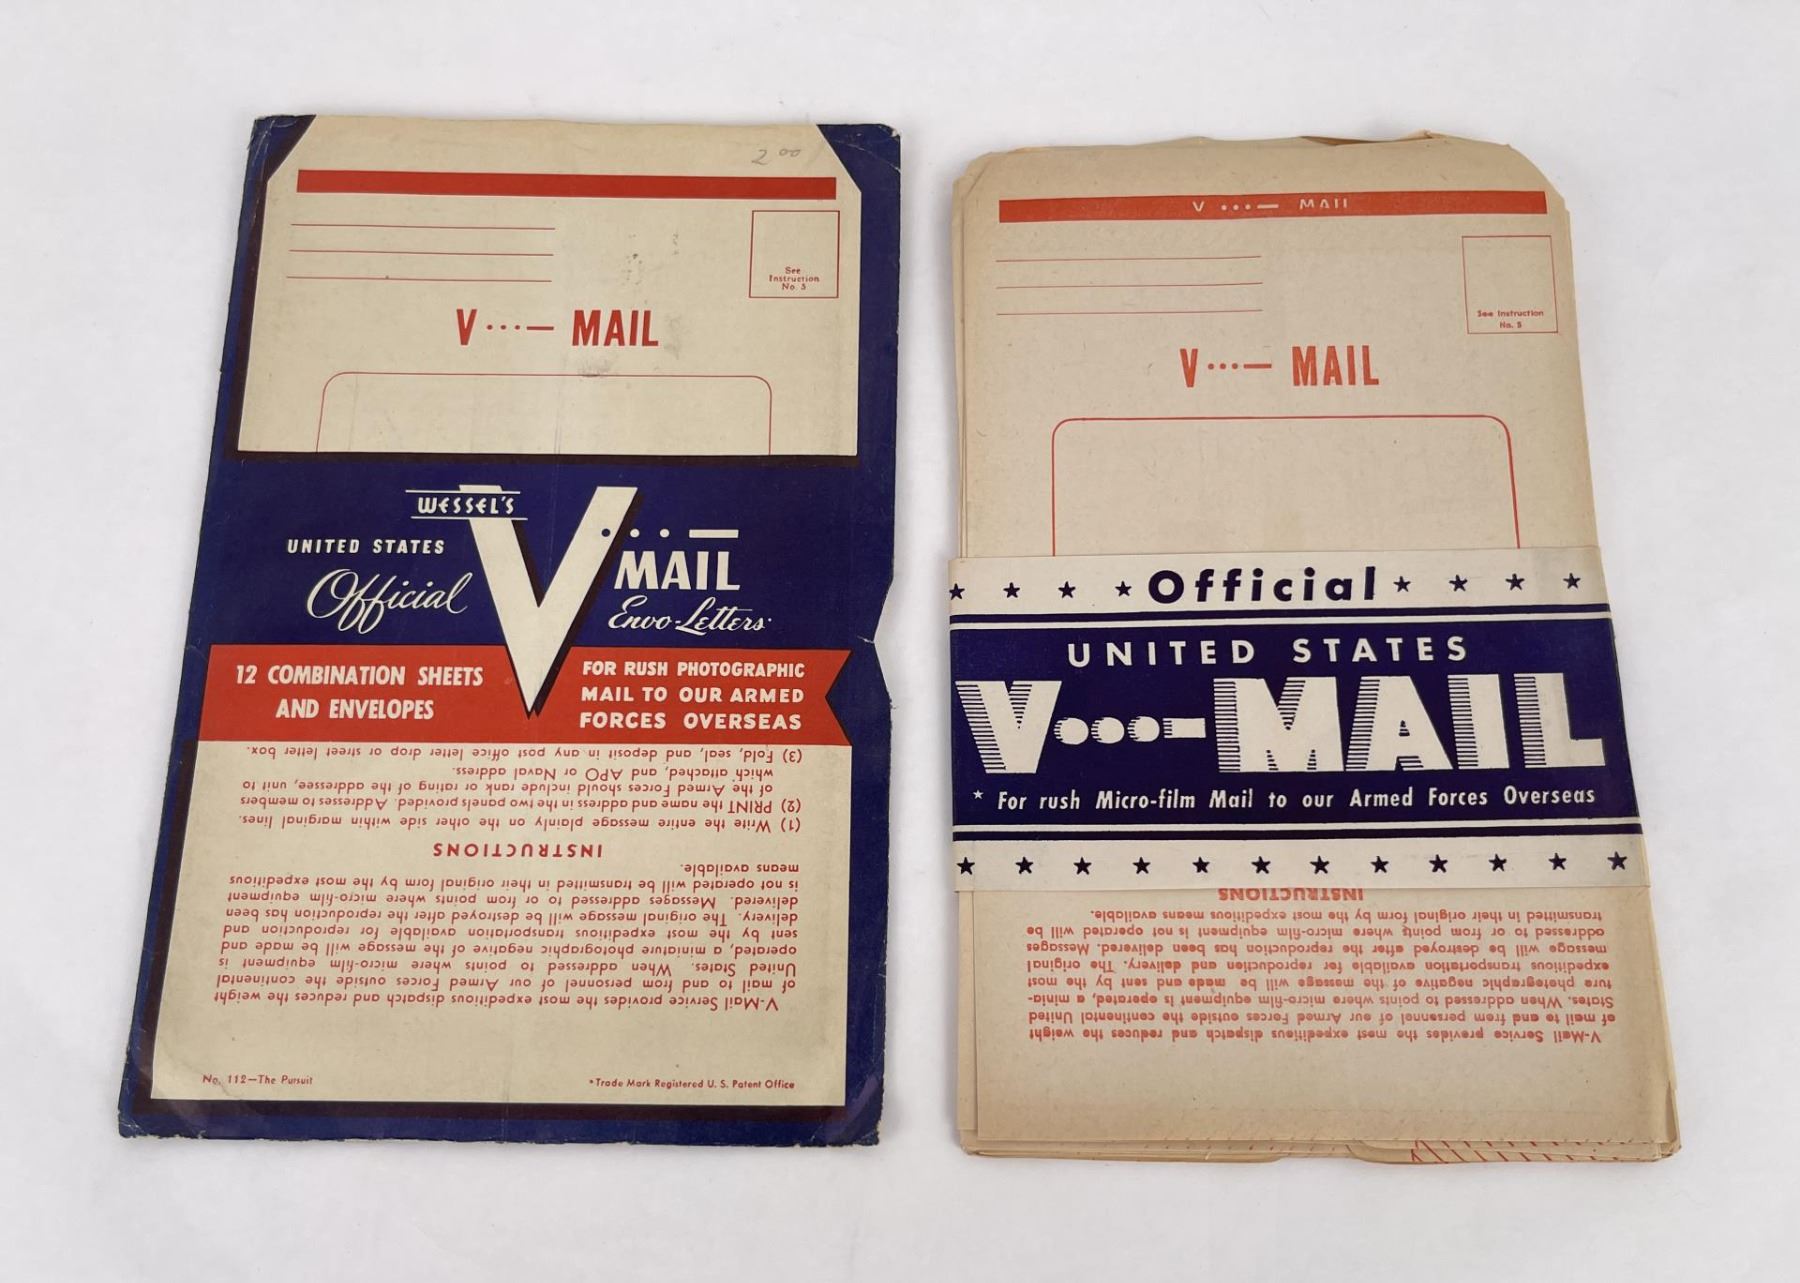 2 00
See
Instruction
No. 5
V ...— MAIL
WESSEL'S
UNITED STATES
Official
V ...— MAIL
Envo-Letters*
12 COMBINATION SHEETS
AND ENVELOPES
FOR RUSH PHOTOGRAPHIC
MAIL TO OUR ARMED
FORCES OVERSEAS
V-Mail Service provides the most expeditious dispatch and reduces the weight
of mail to and from personnel of our Armed Forces outside the continental
United States. When addressed to points where micro-film equipment is
operated, a miniature photographic negative of the message will be made and
sent by the most expeditious transportation available for reproduction and
delivery. The original message will be destroyed after the reproduction has been
delivered. Messages addressed to or from points where micro-film equipment
is not operated will be transmitted in their original form by the most expeditious
means available.
INSTRUCTIONS
(1) Write the entire message plainly on the other side within marginal lines.
(2) PRINT the name and address in the two panels provided. Addresses to members
of the Armed Forces should include rank or rating of the addressee, unit to
which attached, and APO or Naval address.
(3) Fold, seal, and deposit in any post office letter drop or street letter box.
No. 112—The Pursuit
*Trade Mark Registered U. S. Patent Office
V ...— MAIL
See Instruction
No. 5
V ...— MAIL
★ ★ ★ ★ Official ★ ★ ★ ★
UNITED STATES
V...—MAIL
* For rush Micro-film Mail to our Armed Forces Overseas
★ ★ ★ ★ ★ ★ ★ ★ ★ ★ ★ ★
V-Mail Service provides the most expeditious dispatch and reduces the weight
of mail to and from personnel of our Armed Forces outside the continental United
States. When addressed to points where micro-film equipment is operated, a minia-
ture photographic negative of the message will be made and sent by the most
expeditious transportation available for reproduction and delivery. The original
message will be destroyed after the reproduction has been delivered. Messages
addressed to or from points where micro-film equipment is not operated will be
transmitted in their original form by the most expeditious means available.
INSTRUCTIONS